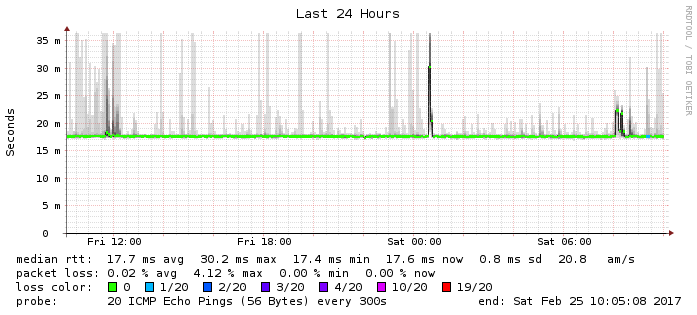 Last 24 Hours
RRDTOOL / TOBI OETIKER
Seconds
35 m
30 m
25 m
20 m
15 m
10 m
5 m
0
Fri 12:00 Fri 18:00 Sat 00:00 Sat 06:00
median rtt: 17.7 ms avg 30.2 ms max 17.4 ms min 17.6 ms now 0.8 ms sd 20.8 am/s
packet loss: 0.02 % avg 4.12 % max 0.00 % min 0.00 % now
loss color: 0 1/20 2/20 3/20 4/20 10/20 19/20
probe: 20 ICMP Echo Pings (56 Bytes) every 300s end: Sat Feb 25 10:05:08 2017